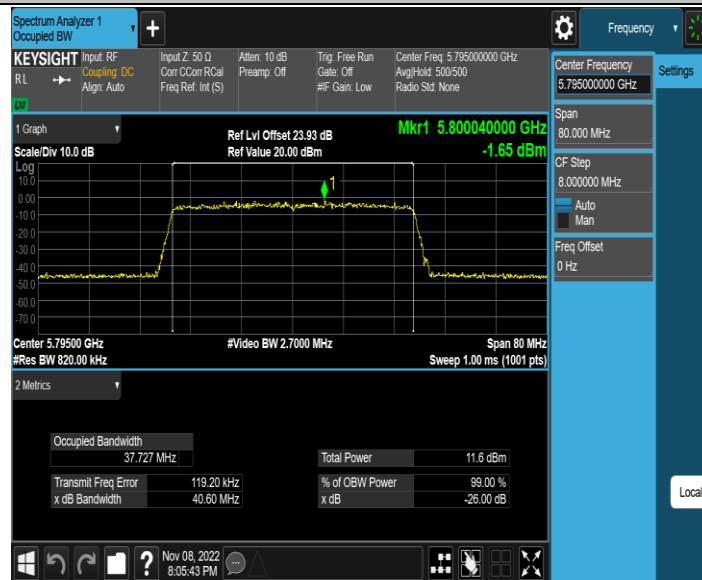 Spectrum Analyzer 1
Occupied BW
Frequency
KEYSIGHT
RL
LXI
Input: RF
Coupling: DC
Align: Auto
Input Z: 50 Ω
Corr CCorr RCal
Freq Ref: Int (S)
Atten: 10 dB
Preamp: Off
Trig: Free Run
Gate: Off
#IF Gain: Low
Center Freq: 5.795000000 GHz
Avg|Hold: 500/500
Radio Std: None
Center Frequency
5.795000000 GHz
Settings
Span
80.000 MHz
CF Step
8.000000 MHz
Auto
Man
Freq Offset
0 Hz
1 Graph
Scale/Div 10.0 dB
Ref Lvl Offset 23.93 dB
Ref Value 20.00 dBm
Mkr1 5.800040000 GHz
-1.65 dBm
Log
10.0
0.00
-10.0
-20.0
-30.0
-40.0
-50.0
-60.0
-70.0
1
Center 5.79500 GHz
#Res BW 820.00 kHz
#Video BW 2.7000 MHz
Span 80 MHz
Sweep 1.00 ms (1001 pts)
2 Metrics
Occupied Bandwidth
37.727 MHz
Total Power 11.6 dBm
Transmit Freq Error 119.20 kHz
% of OBW Power 99.00 %
x dB Bandwidth 40.60 MHz
x dB -26.00 dB
Local
?
Nov 08, 2022
8:05:43 PM